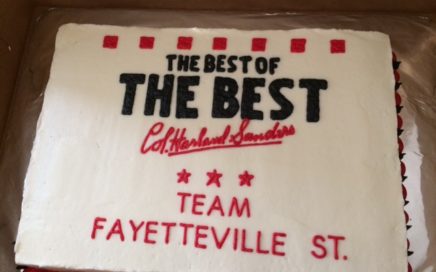 THE BEST OF
THE BEST
Col. Harland Sanders
TEAM
FAYETTEVILLE ST.